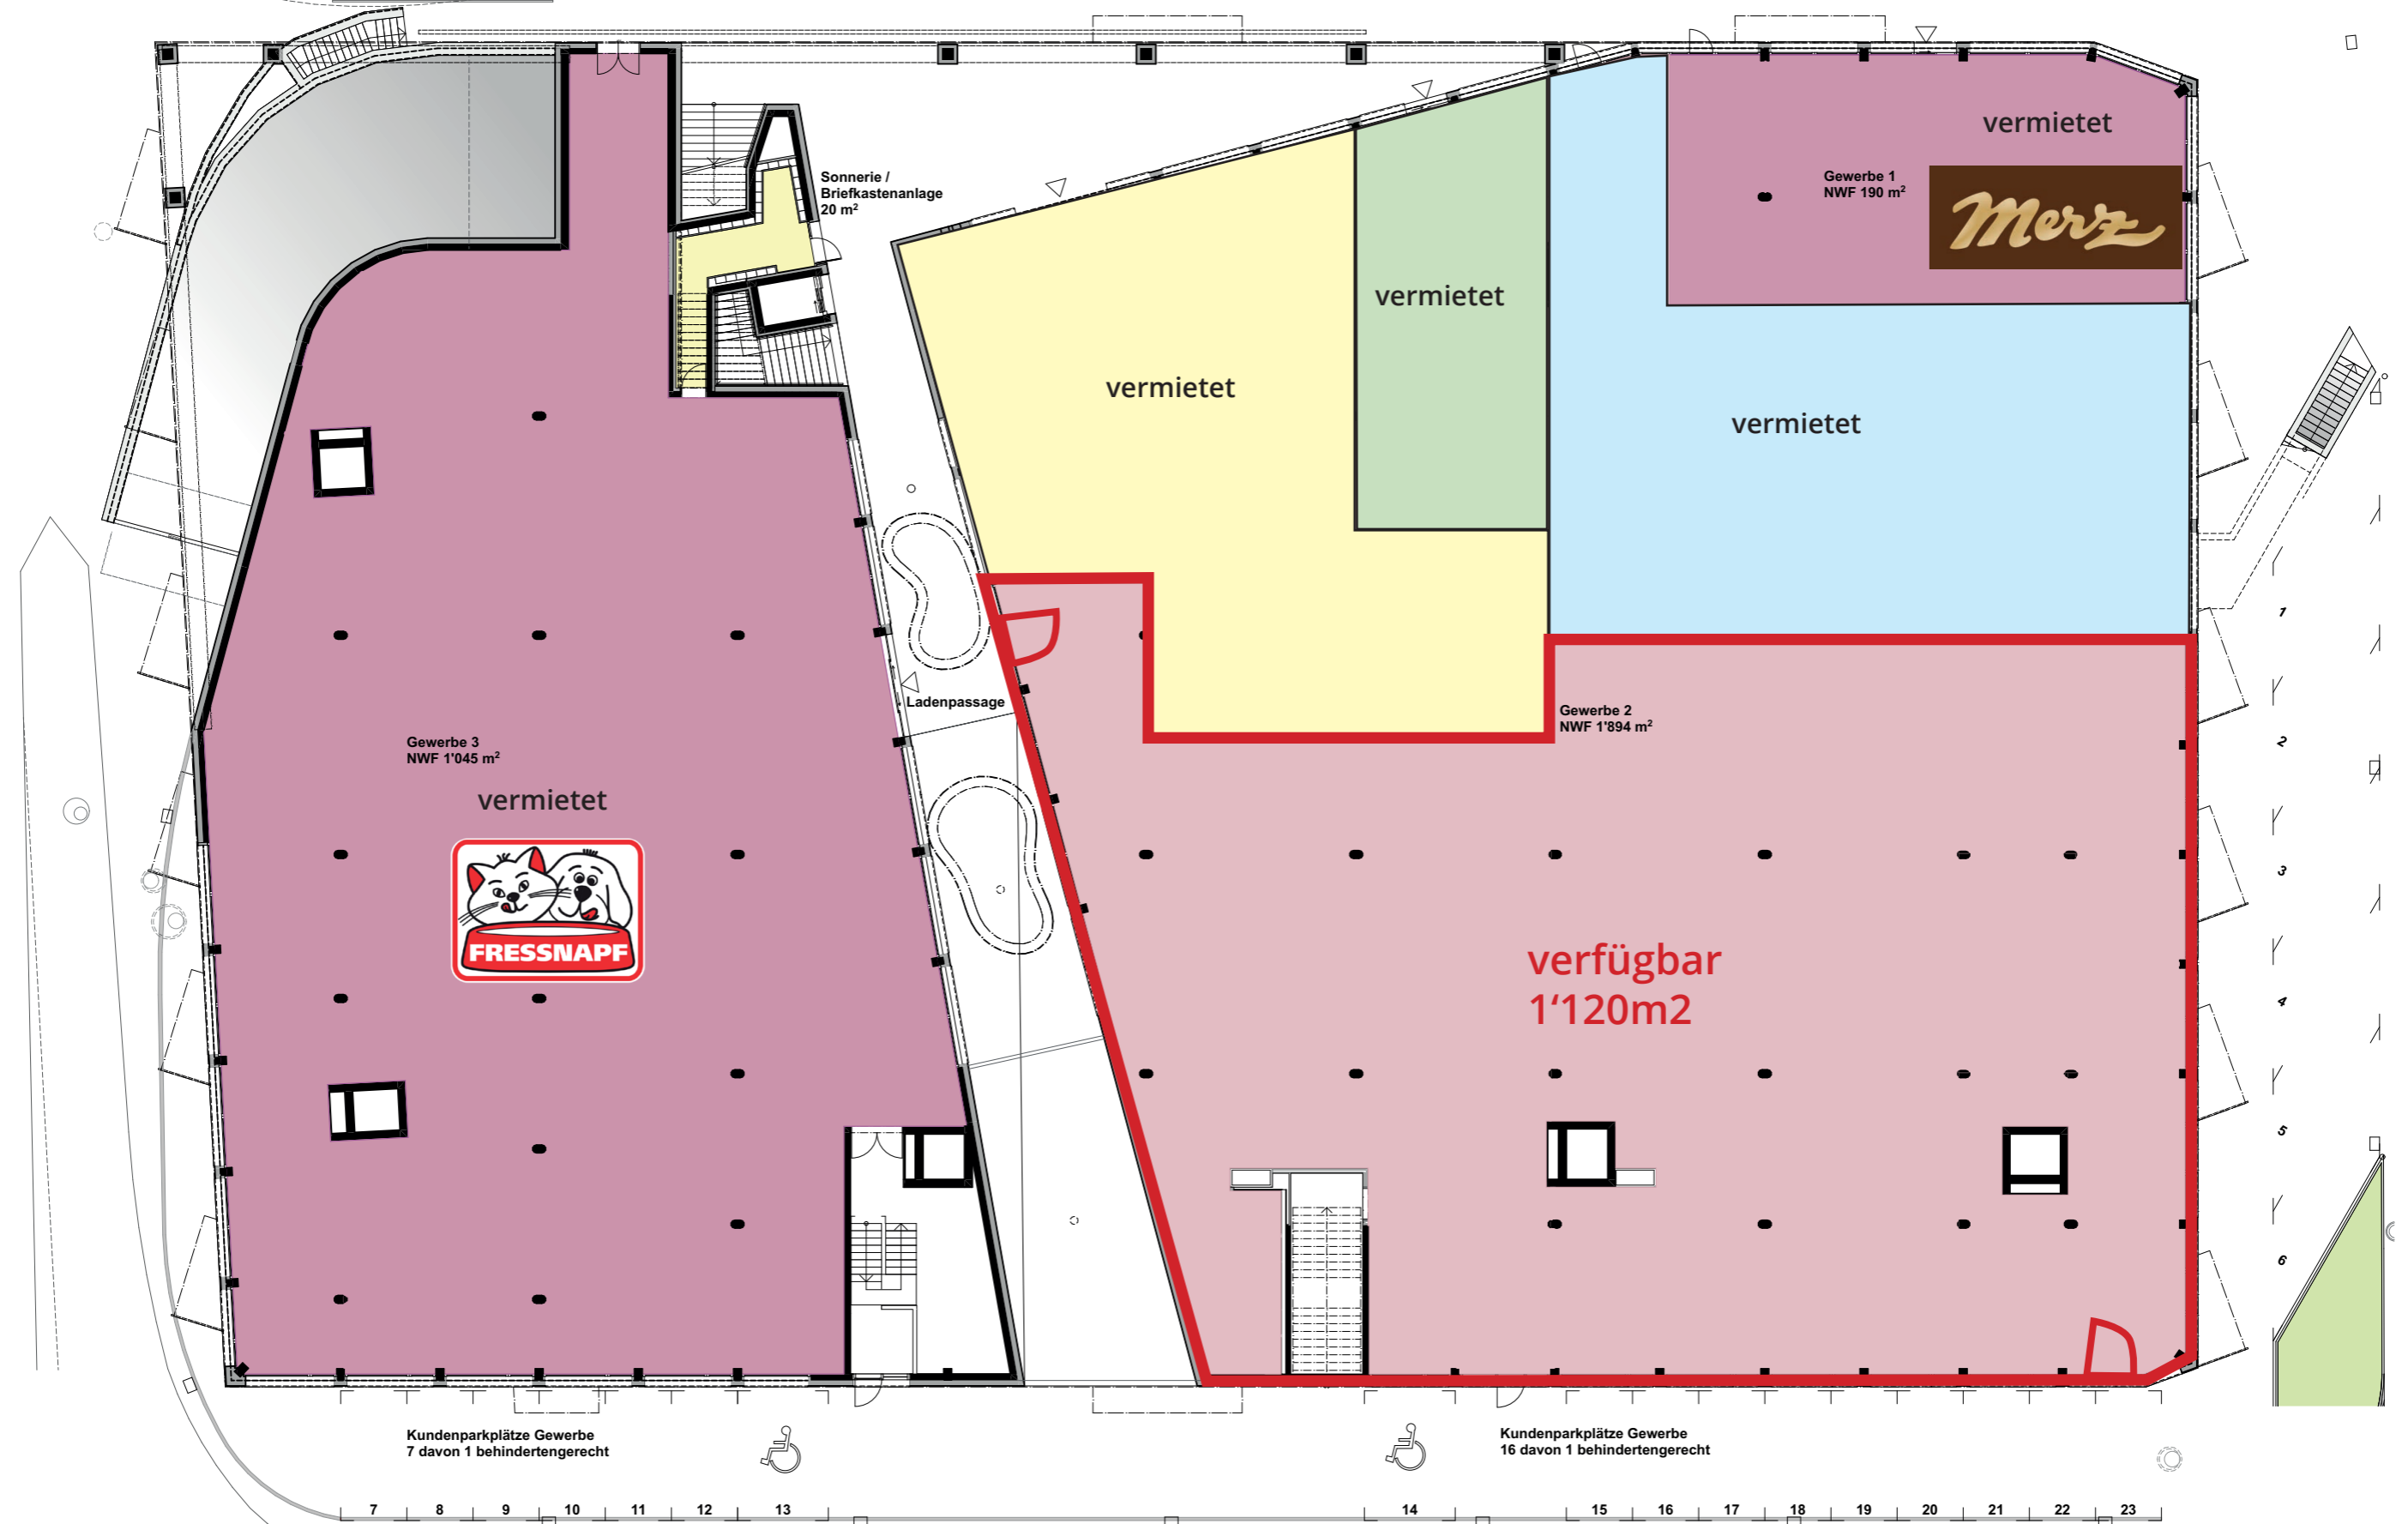 vermietet
Gewerbe 1
NWF 190 m²
Merz
Sonnerie /
Briefkastenanlage
20 m²
vermietet
vermietet
vermietet
1
Ladenpassage
Gewerbe 2
NWF 1'894 m²
2
Gewerbe 3
NWF 1'045 m²
vermietet
3
FRESSNAPF
verfügbar
1‘120m2
4
5
6
Kundenparkplätze Gewerbe
7 davon 1 behindertengerecht
Kundenparkplätze Gewerbe
16 davon 1 behindertengerecht
7 8 9 10 11 12 13 14 15 16 17 18 19 20 21 22 23